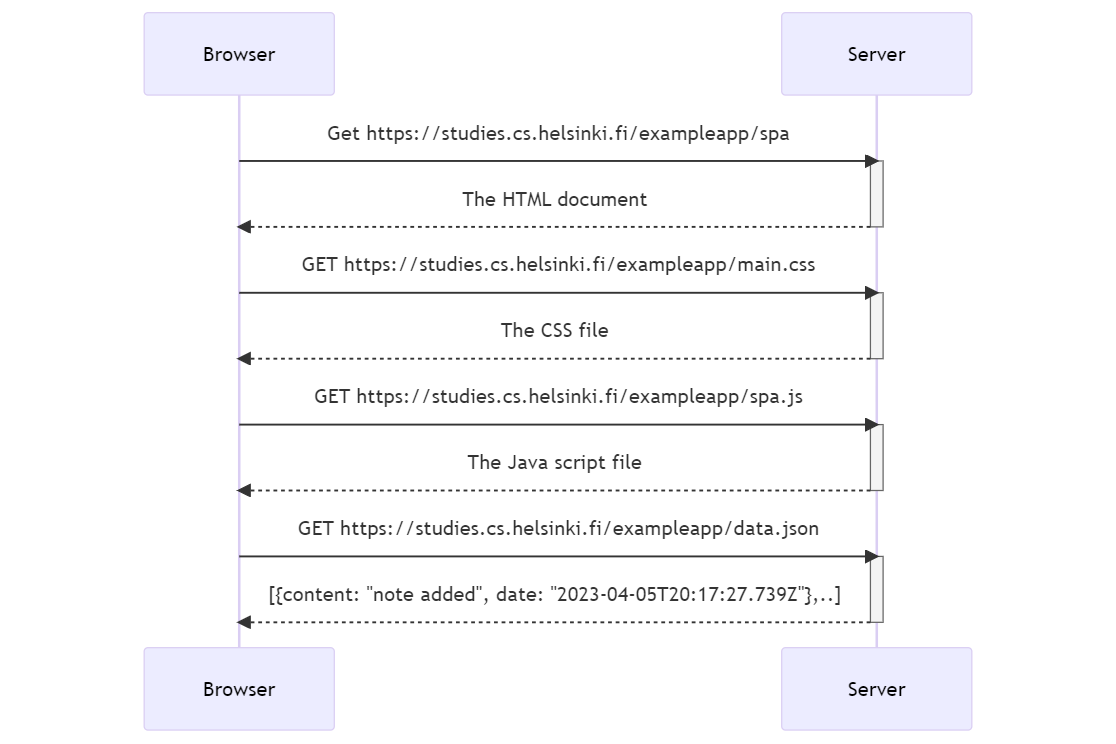 Browser
Server
Get https://studies.cs.helsinki.fi/exampleapp/spa
The HTML document
GET https://studies.cs.helsinki.fi/exampleapp/main.css
The CSS file
GET https://studies.cs.helsinki.fi/exampleapp/spa.js
The Java script file
GET https://studies.cs.helsinki.fi/exampleapp/data.json
[{content: "note added", date: "2023-04-05T20:17:27.739Z"},..]
Browser
Server